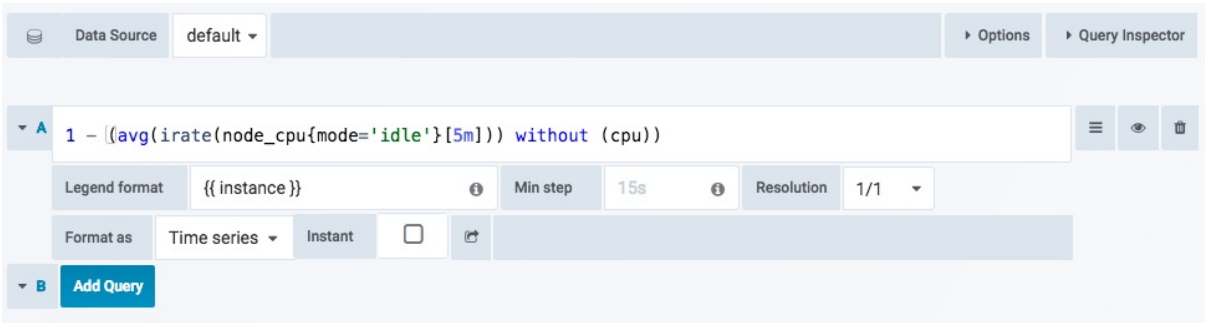 Data Source default Options Query Inspector
A 1 – (avg(irate(node_cpu{mode='idle'}[5m])) without (cpu))
Legend format {{ instance }} Min step 15s Resolution 1/1
Format as Time series Instant
B Add Query